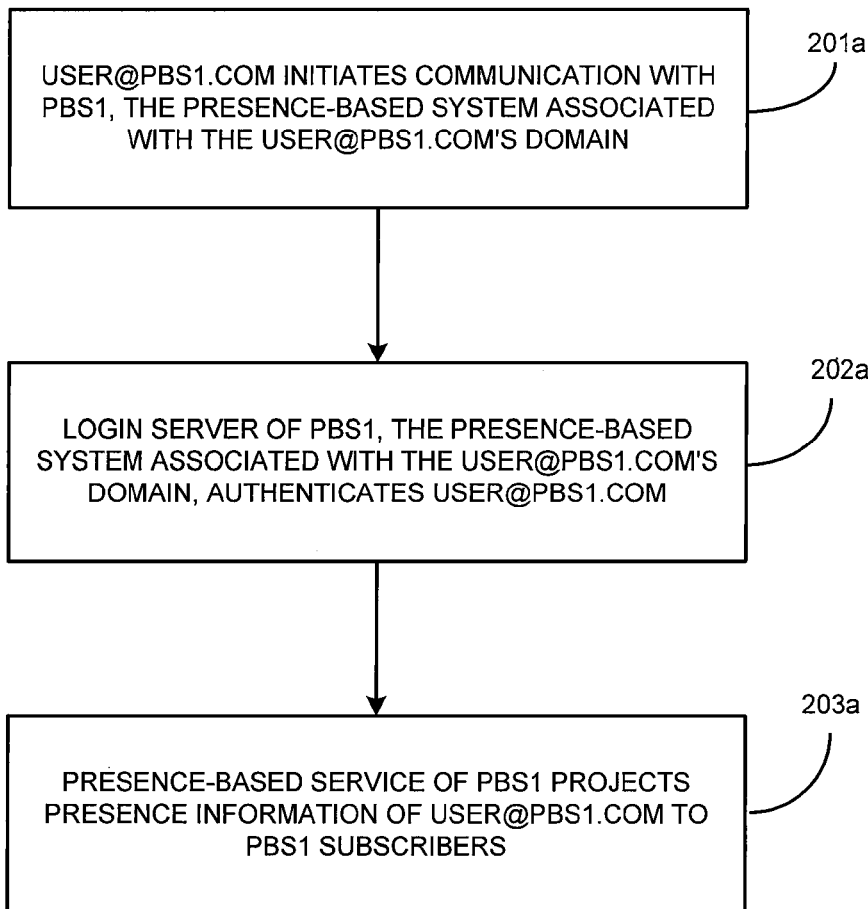 201a
USER@PBS1.COM INITIATES COMMUNICATION WITH
PBS1, THE PRESENCE-BASED SYSTEM ASSOCIATED
WITH THE USER@PBS1.COM'S DOMAIN
202a
LOGIN SERVER OF PBS1, THE PRESENCE-BASED
SYSTEM ASSOCIATED WITH THE USER@PBS1.COM'S
DOMAIN, AUTHENTICATES USER@PBS1.COM
203a
PRESENCE-BASED SERVICE OF PBS1 PROJECTS
PRESENCE INFORMATION OF USER@PBS1.COM TO
PBS1 SUBSCRIBERS